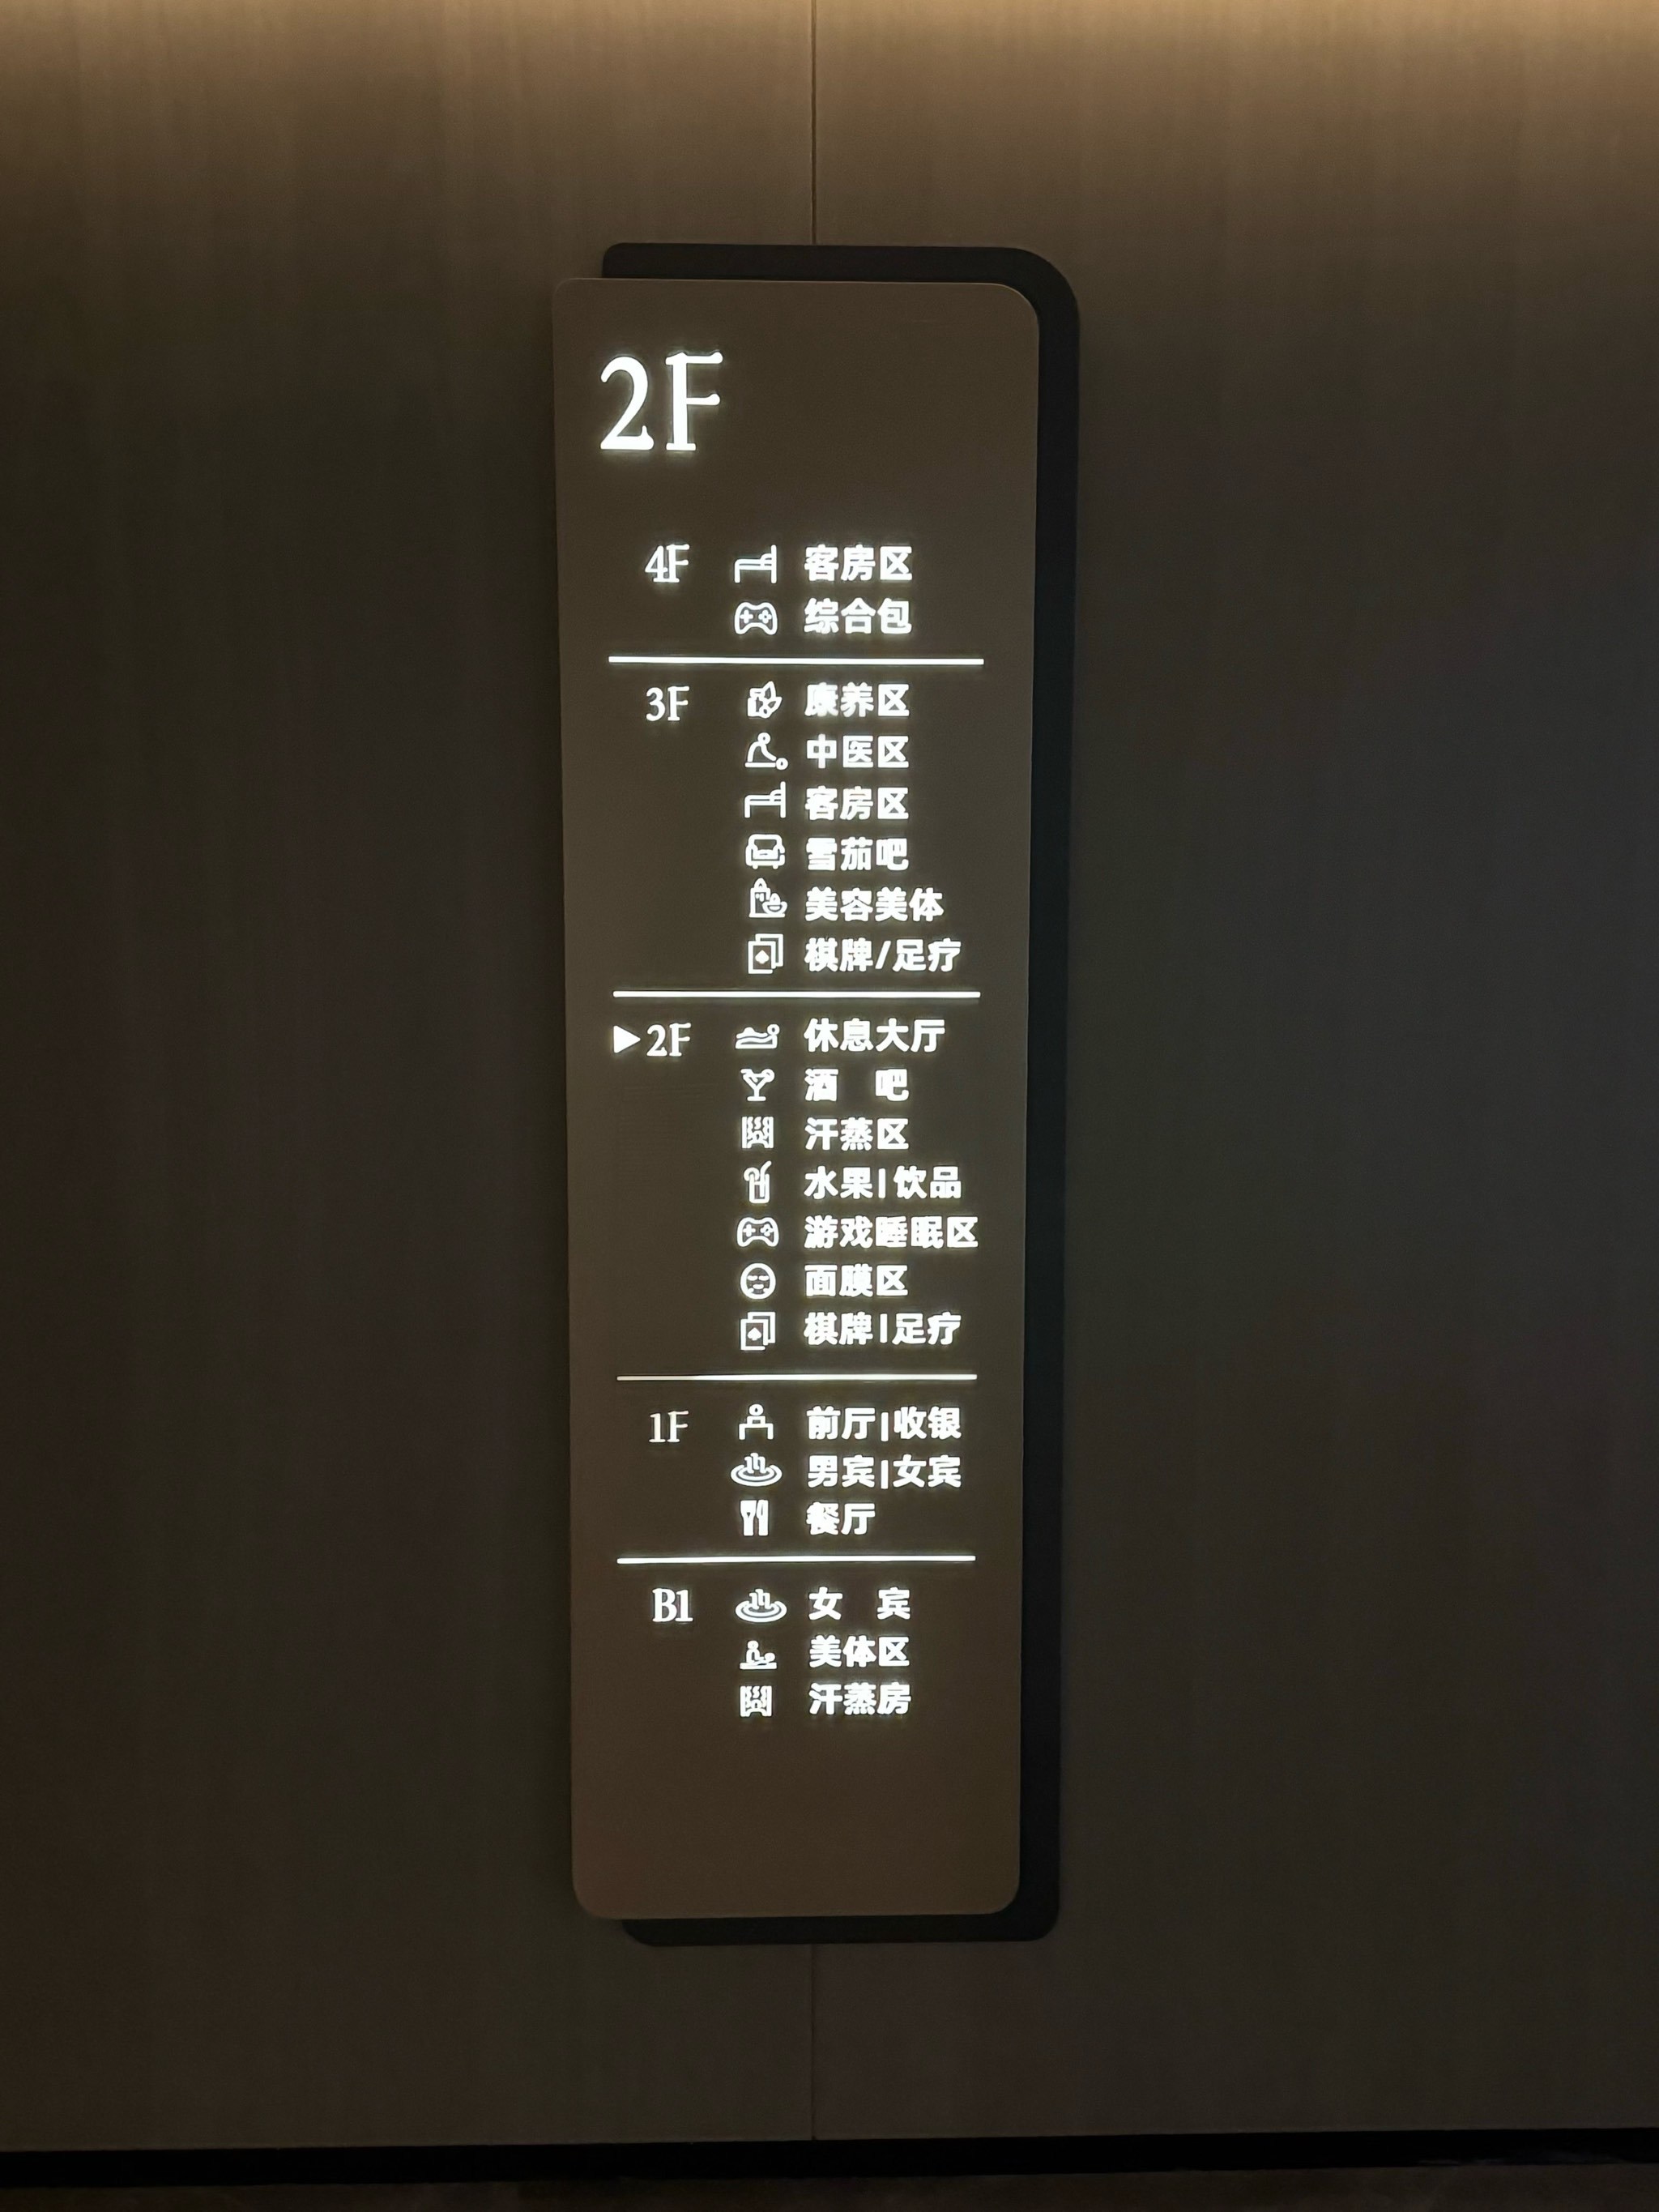 2F
4F 客房区
综合包
3F 康养区
中医区
客房区
雪茄吧
美容美体
棋牌/足疗
▶2F 休息大厅
酒 吧
汗蒸区
水果|饮品
游戏睡眠区
面膜区
棋牌|足疗
1F 前厅|收银
男宾|女宾
餐厅
B1 女 宾
美体区
汗蒸房